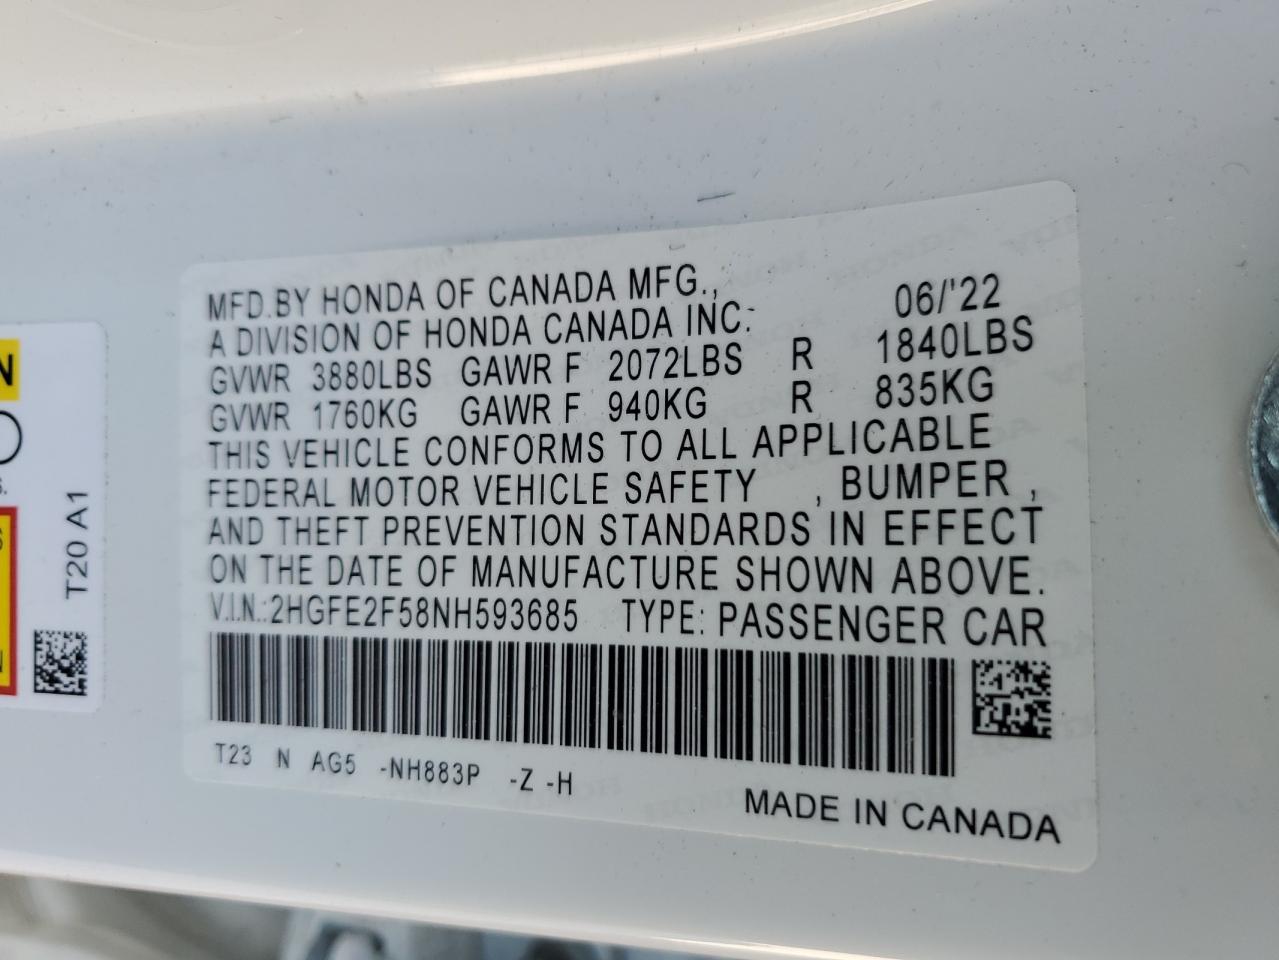 MFD.BY HONDA OF CANADA MFG., 06/'22
A DIVISION OF HONDA CANADA INC.
GVWR 3880LBS GAWR F 2072LBS R 1840LBS
GVWR 1760KG GAWR F 940KG R 835KG
THIS VEHICLE CONFORMS TO ALL APPLICABLE
FEDERAL MOTOR VEHICLE SAFETY , BUMPER ,
AND THEFT PREVENTION STANDARDS IN EFFECT
ON THE DATE OF MANUFACTURE SHOWN ABOVE.
V.I.N.:2HGFE2F58NH593685 TYPE: PASSENGER CAR
T23 N AG5 -NH883P -Z -H
MADE IN CANADA
T20 A1